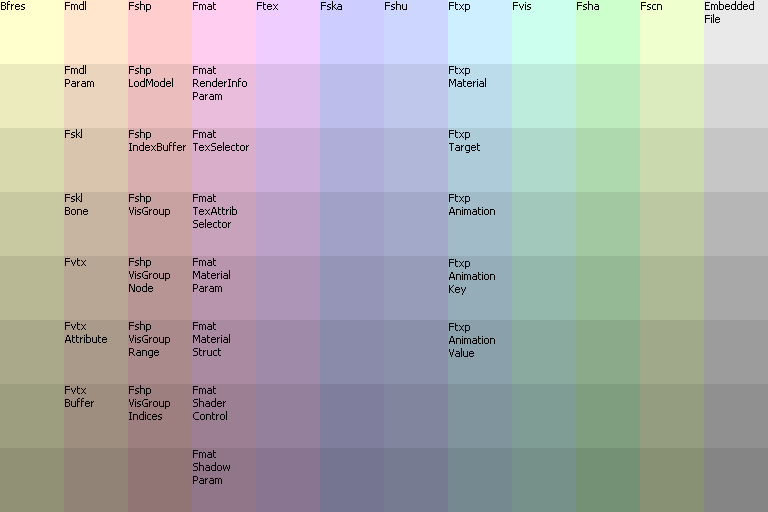 Bfres Fmdl Fshp Fmat Ftex Fska Fshu Ftxp Fvis Fsha Fscn Embedded
File
Fmdl Fshp Fmat Ftxp
Param LodModel RenderInfo Material
Param
Fskl Fshp Fmat Ftxp
IndexBuffer TexSelector Target
Fskl Fshp Fmat Ftxp
Bone VisGroup TexAttrib Animation
Selector
Fvtx Fshp Fmat Ftxp
VisGroup Material Animation
Node Param Key
Fvtx Fshp Fmat Ftxp
Attribute VisGroup Material Animation
Range Struct Value
Fvtx Fshp Fmat
Buffer VisGroup Shader
Indices Control
Fmat
Shadow
Param